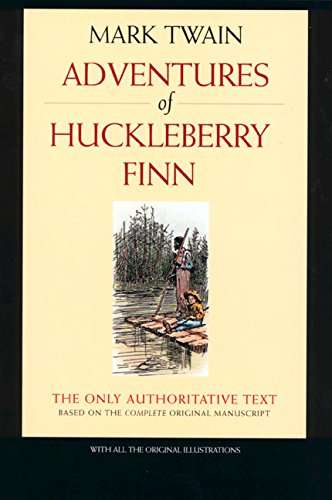 MARK TWAIN
ADVENTURES
of
HUCKLEBERRY
FINN
THE ONLY AUTHORITATIVE TEXT
BASED ON THE COMPLETE ORIGINAL MANUSCRIPT
WITH ALL THE ORIGINAL ILLUSTRATIONS